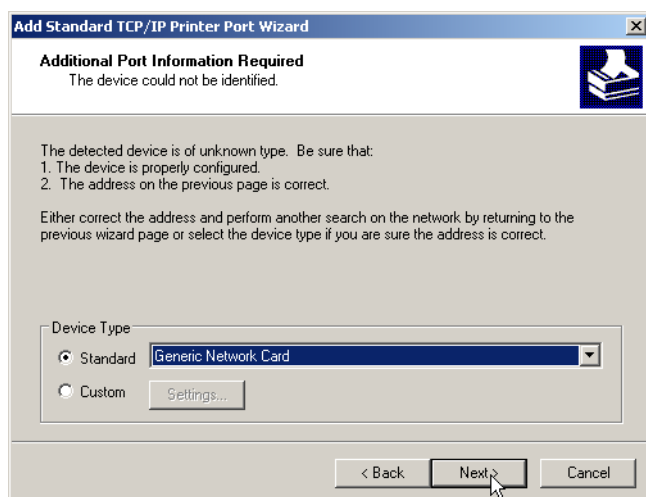 Add Standard TCP/IP Printer Port Wizard
Additional Port Information Required
The device could not be identified.
The detected device is of unknown type.  Be sure that:
1. The device is properly configured.
2.  The address on the previous page is correct.
Either correct the address and perform another search on the network by returning to the
previous wizard page or select the device type if you are sure the address is correct.
Device Type
Standard
Generic Network Card
Custom
Settings...
< Back
Next >
Cancel